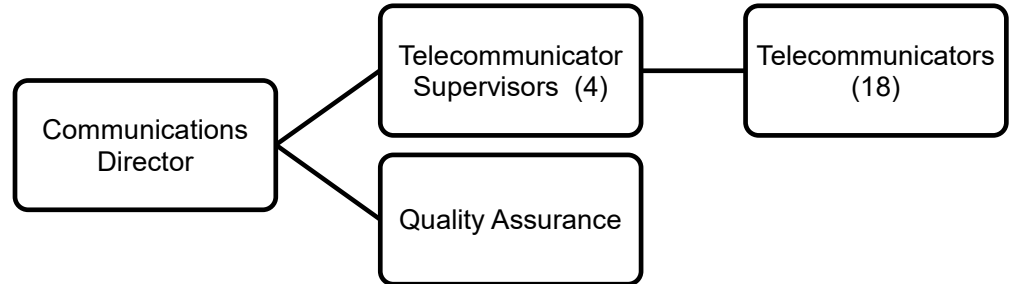 Communications
Director
Telecommunicator
Supervisors (4)
Telecommunicators
(18)
Quality Assurance